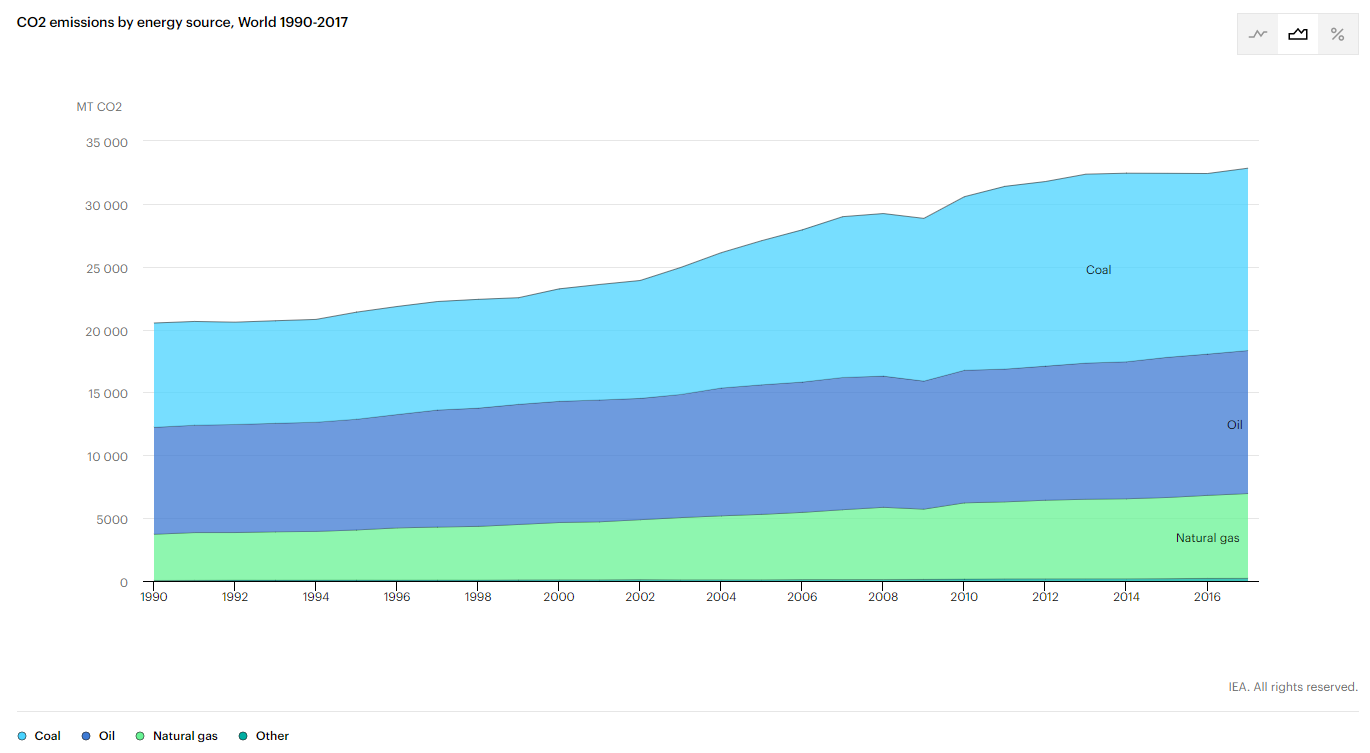 CO2 emissions by energy source, World 1990-2017
%
MT CO2
35 000
30 000
25 000
20 000
15 000
10 000
5000
0
Coal
Oil
Natural gas
1990 1992 1994 1996 1998 2000 2002 2004 2006 2008 2010 2012 2014 2016
IEA. All rights reserved.
Coal Oil Natural gas Other